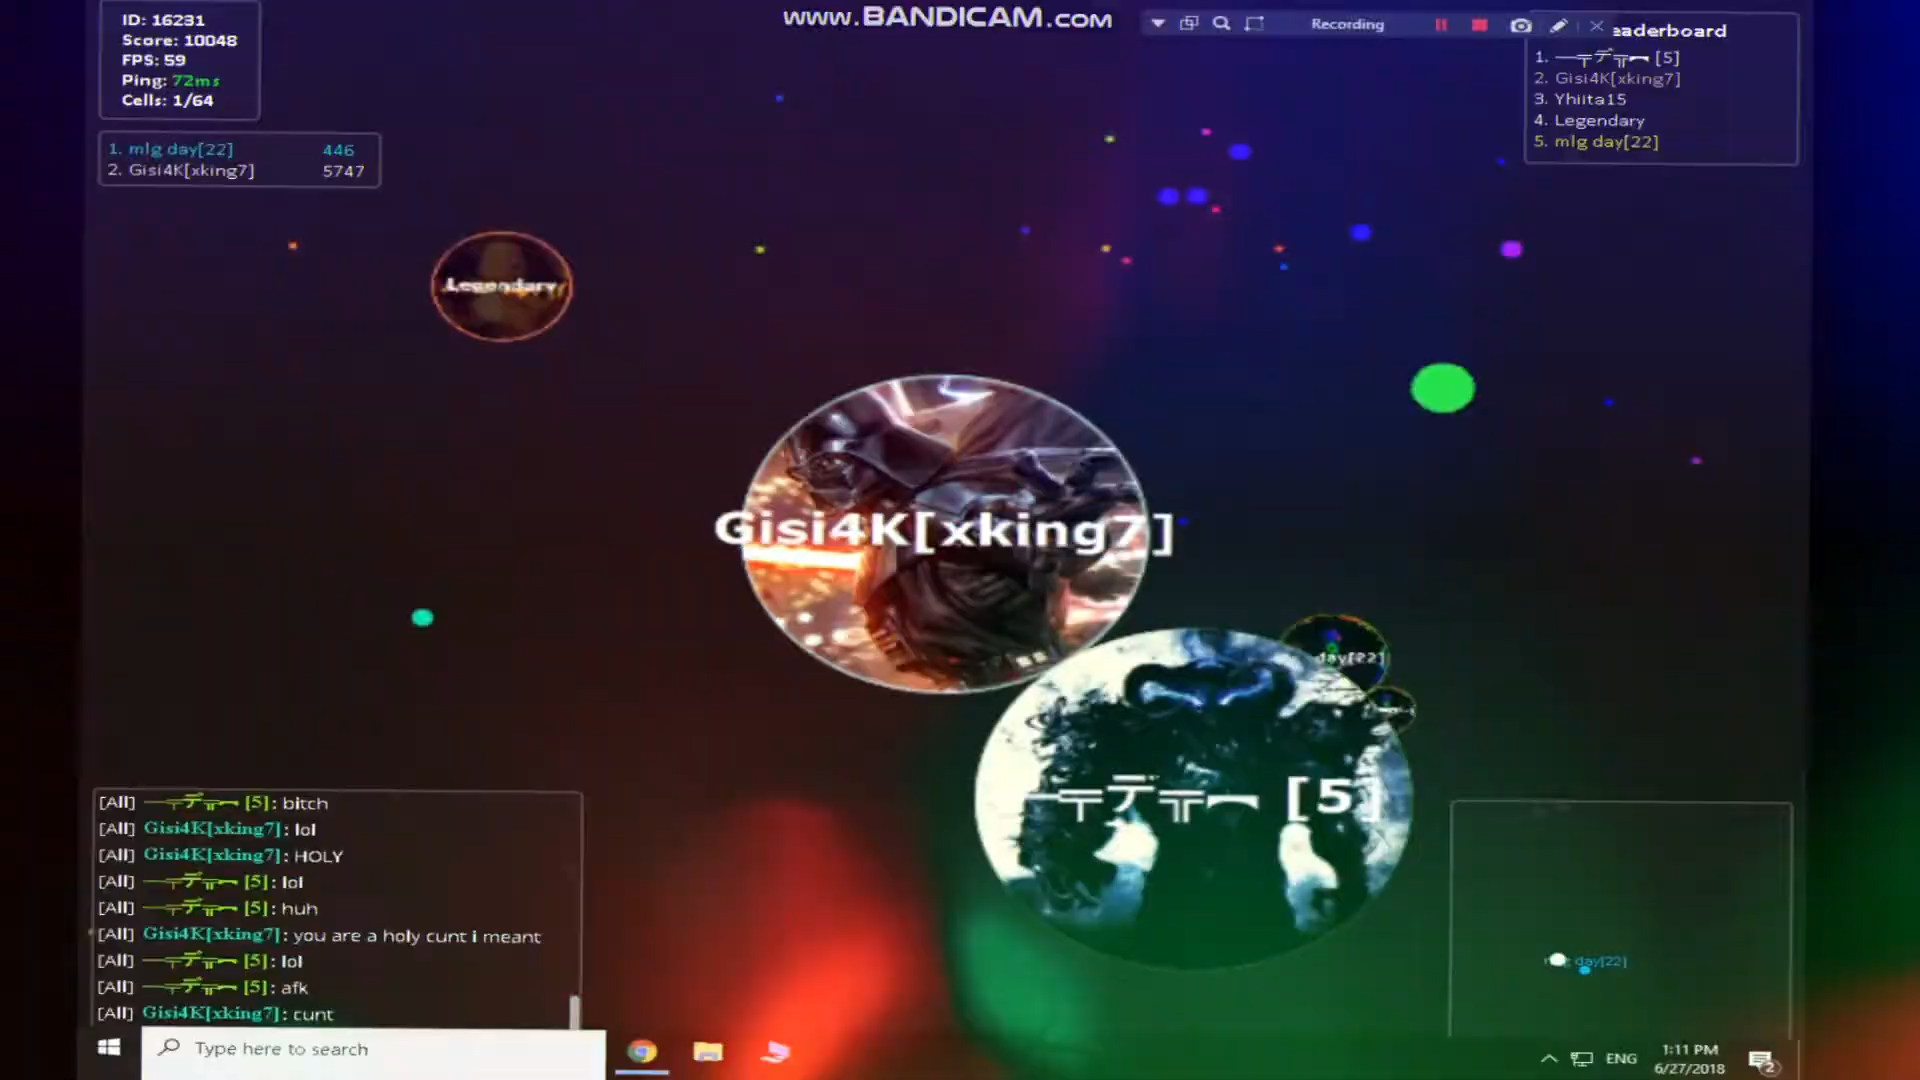 www.BANDICAM.COM
Recording
ID: 16231
Score: 10048
FPS: 59
Ping: 72ms
Cells: 1/64
eaderboard
1. ━╤デ╦︻ [5]
2. Gisi4K[xking7]
3. Yhiita15
4. Legendary
5. mlg day[22]
1. mlg day[22] 446
2. Gisi4K[xking7] 5747
Legendary
Gisi4K[xking7]
day[22]
━╤デ╦︻ [5]
[All] ━╤デ╦︻ [5]: bitch
[All] Gisi4K[xking7]: lol
[All] Gisi4K[xking7]: HOLY
[All] ━╤デ╦︻ [5]: lol
[All] ━╤デ╦︻ [5]: huh
[All] Gisi4K[xking7]: you are a holy cunt i meant
[All] ━╤デ╦︻ [5]: lol
[All] ━╤デ╦︻ [5]: afk
[All] Gisi4K[xking7]: cunt
day[22]
Type here to search
ENG
1:11 PM
6/27/2018
2